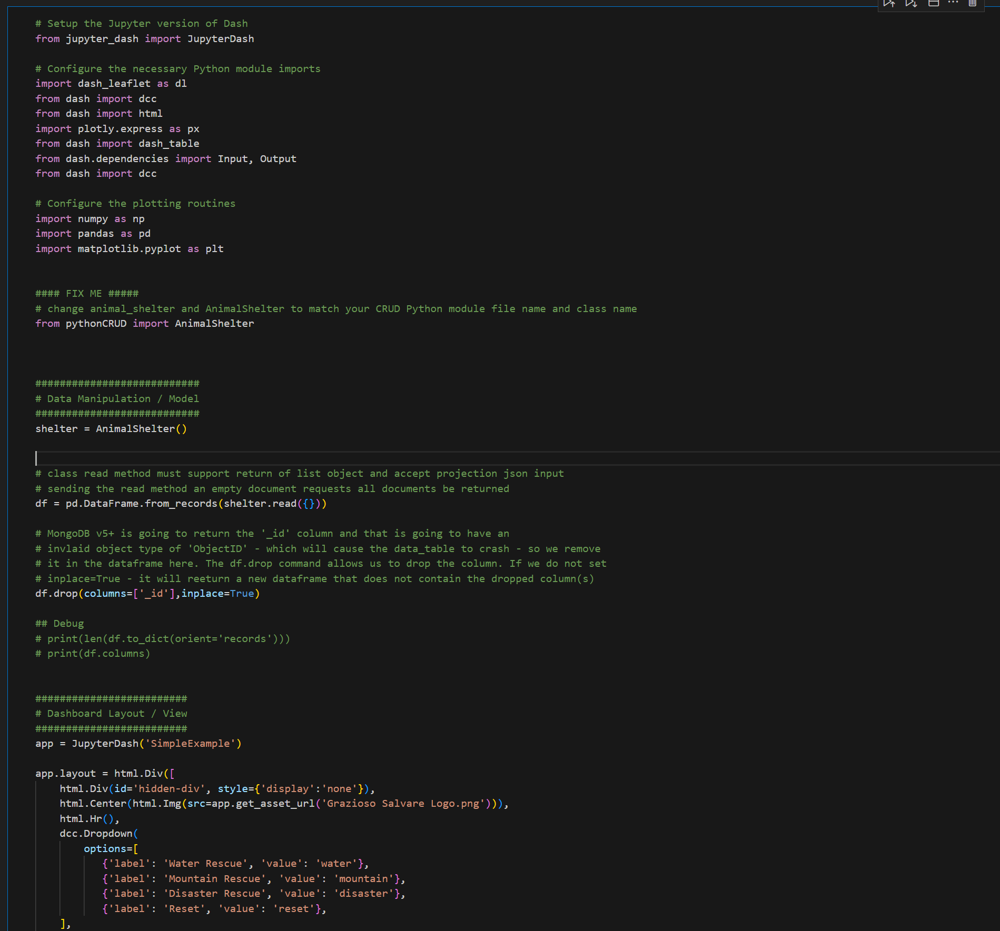 # Setup the Jupyter version of Dash
from jupyter_dash import JupyterDash

# Configure the necessary Python module imports
import dash_leaflet as dl
from dash import dcc
from dash import html
import plotly.express as px
from dash import dash_table
from dash.dependencies import Input, Output
from dash import dcc

# Configure the plotting routines
import numpy as np
import pandas as pd
import matplotlib.pyplot as plt


#### FIX ME #####
# change animal_shelter and AnimalShelter to match your CRUD Python module file name and class name
from pythonCRUD import AnimalShelter



###########################
# Data Manipulation / Model
###########################
shelter = AnimalShelter()


# class read method must support return of list object and accept projection json input
# sending the read method an empty document requests all documents be returned
df = pd.DataFrame.from_records(shelter.read({}))

# MongoDB v5+ is going to return the '_id' column and that is going to have an
# invlaid object type of 'ObjectID' - which will cause the data_table to crash - so we remove
# it in the dataframe here. The df.drop command allows us to drop the column. If we do not set
# inplace=True - it will reeturn a new dataframe that does not contain the dropped column(s)
df.drop(columns=['_id'],inplace=True)

## Debug
# print(len(df.to_dict(orient='records')))
# print(df.columns)


#########################
# Dashboard Layout / View
#########################
app = JupyterDash('SimpleExample')

app.layout = html.Div([
    html.Div(id='hidden-div', style={'display':'none'}),
    html.Center(html.Img(src=app.get_asset_url('Grazioso Salvare Logo.png'))),
    html.Hr(),
    dcc.Dropdown(
        options=[
           {'label': 'Water Rescue', 'value': 'water'},
           {'label': 'Mountain Rescue', 'value': 'mountain'},
           {'label': 'Disaster Rescue', 'value': 'disaster'},
           {'label': 'Reset', 'value': 'reset'},
    ],